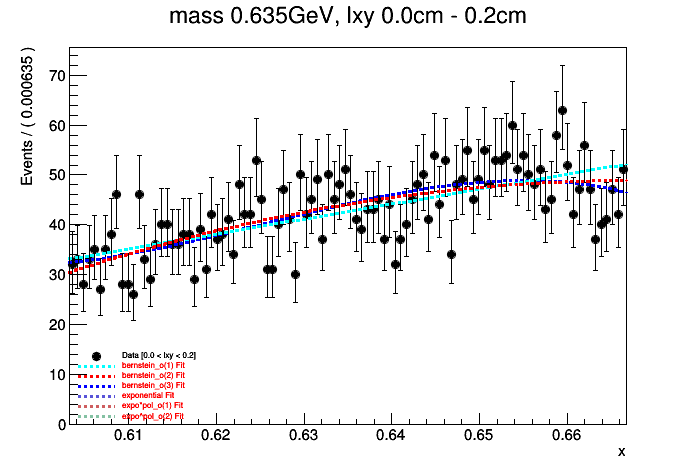 mass 0.635GeV, lxy 0.0cm - 0.2cm
Events / ( 0.000635 )
70
60
50
40
30
20
10
0
Data [0.0 < lxy < 0.2]
bernstein_o(1) Fit
bernstein_o(2) Fit
bernstein_o(3) Fit
exponential Fit
expo*pol_o(1) Fit
expo*pol_o(2) Fit
0.61 0.62 0.63 0.64 0.65 0.66
x